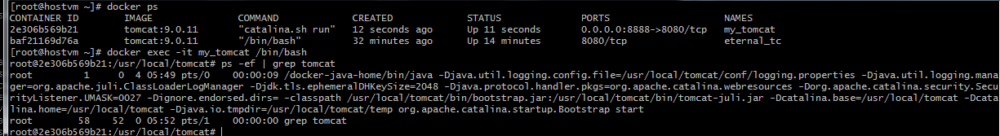 [root@hostvm ~]# docker ps
CONTAINER ID        IMAGE               COMMAND             CREATED             STATUS              PORTS                    NAMES
2e306b569b21        tomcat:9.0.11       "catalina.sh run"   12 seconds ago      Up 11 seconds       0.0.0.0:8888->8080/tcp   my_tomcat
baf21169d76a        tomcat:9.0.11       "/bin/bash"         32 minutes ago      Up 14 minutes       8080/tcp                 eternal_tc
[root@hostvm ~]# docker exec -it my_tomcat /bin/bash
root@2e306b569b21:/usr/local/tomcat# ps -ef | grep tomcat
root         1     0  4 05:49 pts/0    00:00:09 /docker-java-home/bin/java -Djava.util.logging.config.file=/usr/local/tomcat/conf/logging.properties -Djava.util.logging.mana
ger=org.apache.juli.ClassLoaderLogManager -Djdk.tls.ephemeralDHKeySize=2048 -Djava.protocol.handler.pkgs=org.apache.catalina.webresources -Dorg.apache.catalina.security.Secu
rityListener.UMASK=0027 -Dignore.endorsed.dirs= -classpath /usr/local/tomcat/bin/bootstrap.jar:/usr/local/tomcat/bin/tomcat-juli.jar -Dcatalina.base=/usr/local/tomcat -Dcata
lina.home=/usr/local/tomcat -Djava.io.tmpdir=/usr/local/tomcat/temp org.apache.catalina.startup.Bootstrap start
root        58    52  0 05:52 pts/1    00:00:00 grep tomcat
root@2e306b569b21:/usr/local/tomcat#